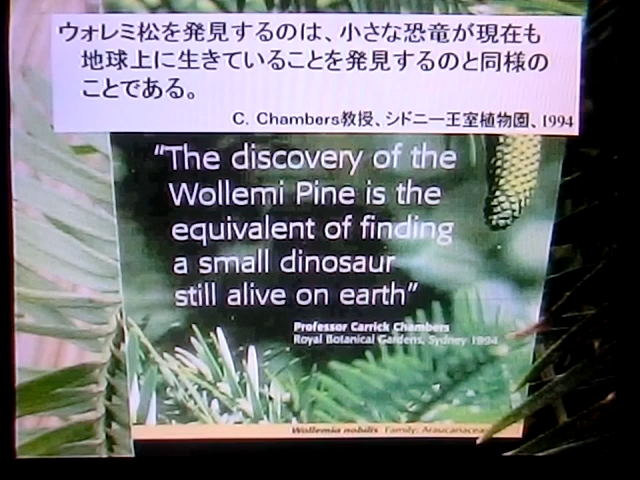 ウォレミ松を発見するのは、小さな恐竜が現在も
地球上に生きていることを発見するのと同様の
ことである。
C. Chambers教授、シドニー王室植物園、1994
"The discovery of the
Wollemi Pine is the
equivalent of finding
a small dinosaur
still alive on earth"
Professor Carrick Chambers
Royal Botanical Gardens, Sydney 1994
Wollemia nobilis Family: Araucariaceae